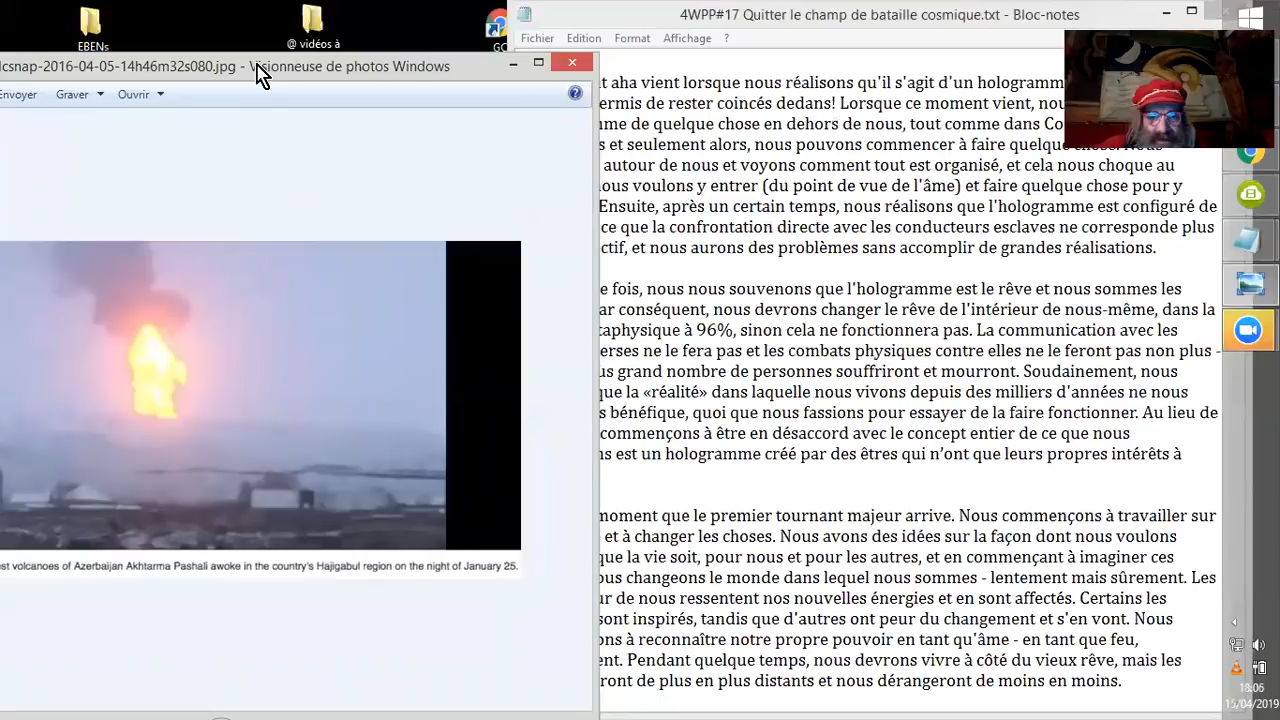 4WPP#17 Quitter le champ de bataille cosmique.txt - Bloc-notes
EBENs
@ vidéos à
Fichier Edition Format Affichage ?
lcsnap-2016-04-05-14h46m32s080.jpg - Visionneuse de photos Windows
Envoyer Graver Ouvrir
t aha vient lorsque nous réalisons qu'il s'agit d'un hologramm
ermis de rester coincés dedans! Lorsque ce moment vient, nou
me de quelque chose en dehors de nous, tout comme dans Co
s et seulement alors, nous pouvons commencer à faire quelque chose. Nous
autour de nous et voyons comment tout est organisé, et cela nous choque au
nous voulons y entrer (du point de vue de l'âme) et faire quelque chose pour y
Ensuite, après un certain temps, nous réalisons que l'hologramme est configuré de
ce que la confrontation directe avec les conducteurs esclaves ne corresponde plus
ctif, et nous aurons des problèmes sans accomplir de grandes réalisations.
e fois, nous nous souvenons que l'hologramme est le rêve et nous sommes les
ar conséquent, nous devrons changer le rêve de l'intérieur de nous-même, dans la
taphysique à 96%, sinon cela ne fonctionnera pas. La communication avec les
erses ne le fera pas et les combats physiques contre elles ne le feront pas non plus -
us grand nombre de personnes souffriront et mourront. Soudainement, nous
que la «réalité» dans laquelle nous vivons depuis des milliers d'années ne nous
s bénéfique, quoi que nous fassions pour essayer de la faire fonctionner. Au lieu de
commençons à être en désaccord avec le concept entier de ce que nous
ns est un hologramme créé par des êtres qui n'ont que leurs propres intérêts à
moment que le premier tournant majeur arrive. Nous commençons à travailler sur
et à changer les choses. Nous avons des idées sur la façon dont nous voulons
que la vie soit, pour nous et pour les autres, et en commençant à imaginer ces
ous changeons le monde dans lequel nous sommes - lentement mais sûrement. Les
ur de nous ressentent nos nouvelles énergies et en sont affectés. Certains les
sont inspirés, tandis que d'autres ont peur du changement et s'en vont. Nous
ons à reconnaître notre propre pouvoir en tant qu'âme - en tant que feu,
ent. Pendant quelque temps, nous devrons vivre à côté du vieux rêve, mais les
ront de plus en plus distants et nous dérangeront de moins en moins.
est volcanoes of Azerbaijan Akhtarma Pashali awoke in the country's Hajigabul region on the night of January 25.
18:06
15/04/2019